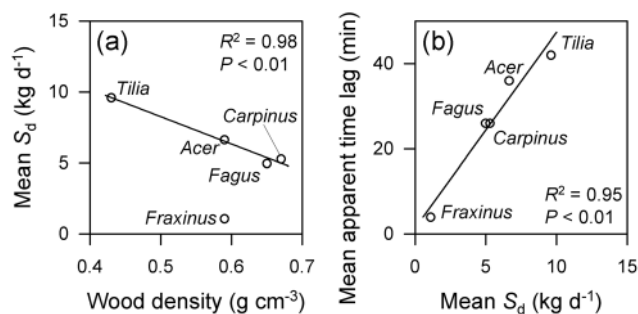 (a)
R² = 0.98
P < 0.01
Tilia
Carpinus
Acer
Fagus
Fraxinus
Mean Sd (kg d⁻¹)
15
10
5
0
0.4 0.5 0.6 0.7
Wood density (g cm⁻³)
(b)
Tilia
Acer
Fagus
Carpinus
Fraxinus
R² = 0.95
P < 0.01
Mean apparent time lag (min)
40
20
0
0 5 10 15
Mean Sd (kg d⁻¹)